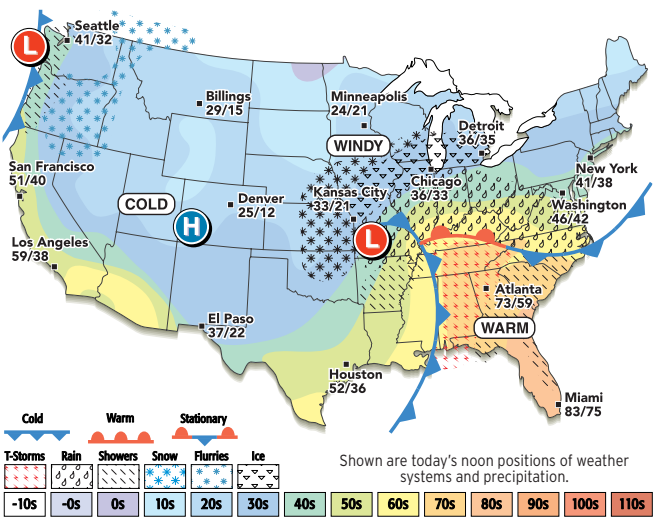 Seattle
41/32
L
Billings
29/15
Minneapolis
24/21
WINDY
Detroit
36/35
San Francisco
51/40
New York
41/38
Chicago
36/33
Kansas City
33/21
COLD
Denver
25/12
Washington
46/42
H
L
Los Angeles
59/38
Atlanta
73/59
WARM
El Paso
37/22
Houston
52/36
Miami
83/75
Cold
Warm
Stationary
T-Storms Rain Showers Snow Flurries Ice
Shown are today's noon positions of weather
systems and precipitation.
-10s -0s 0s 10s 20s 30s 40s 50s 60s 70s 80s 90s 100s 110s